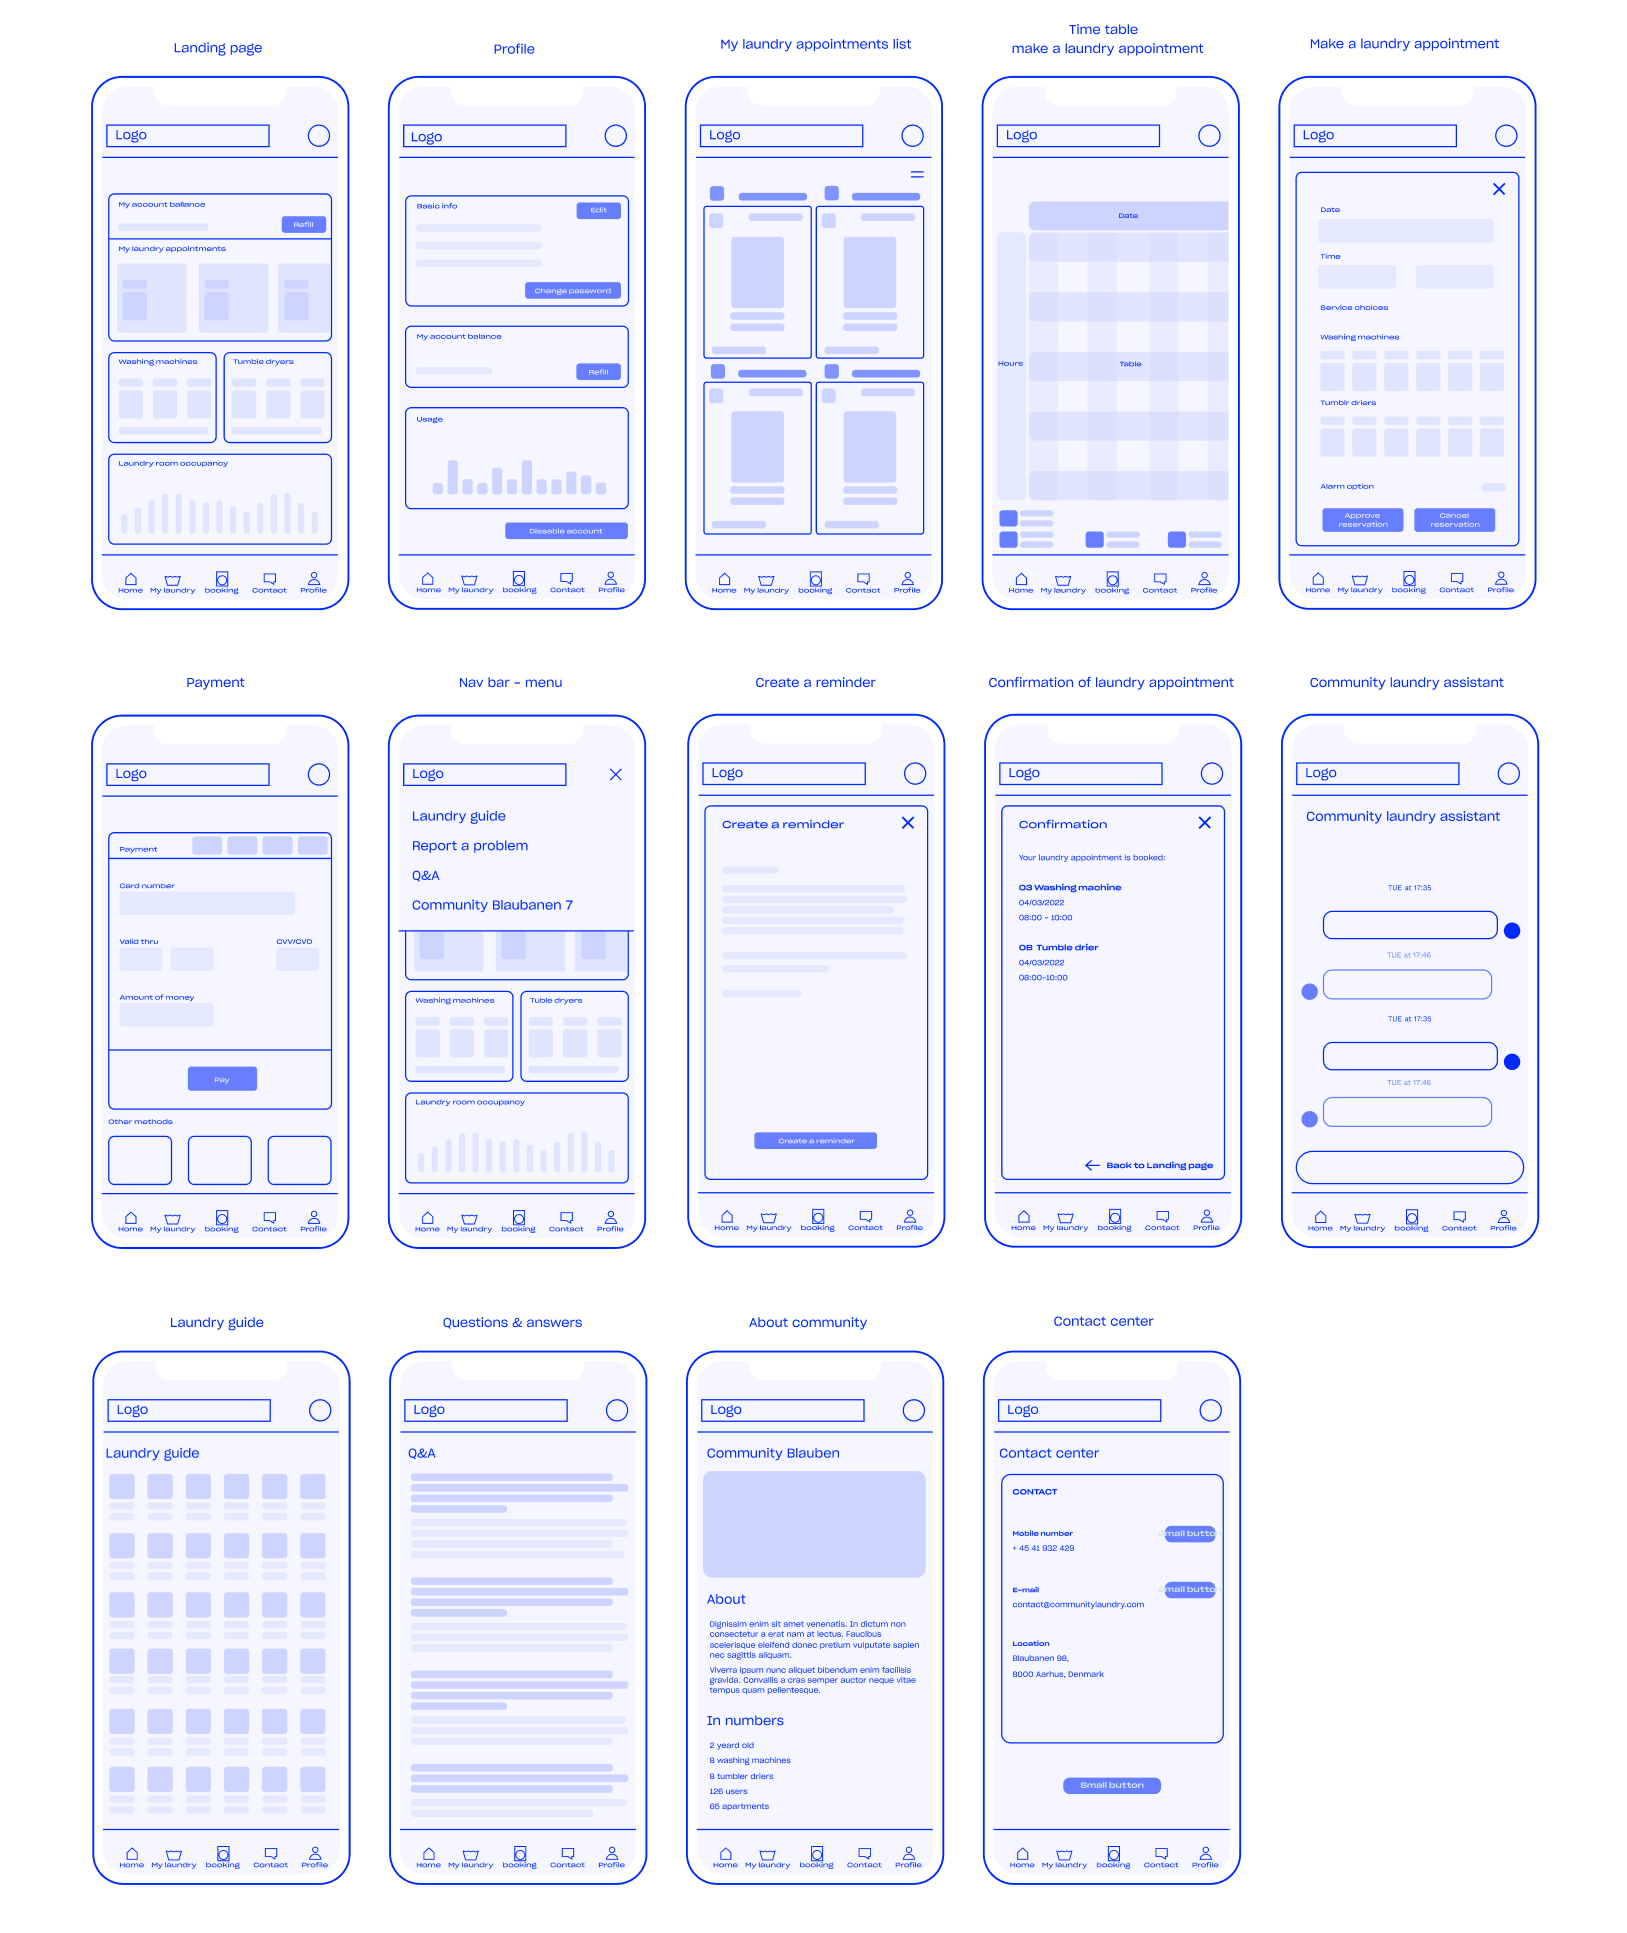 Landing page
Logo
My account ballance
Refill
My laundry appointments
Washing machines
Tumble dryers
Laundry room occupancy
Home
My laundry
booking
Contact
Profile
Profile
Logo
Basic info
Edit
Change password
My account balance
Refill
Usage
Dissable account
Home
My laundry
booking
Contact
Profile
My laundry appointments list
Logo
Home
My laundry
booking
Contact
Profile
Time table
make a laundry appointment
Logo
Date
Hours
Table
Home
My laundry
booking
Contact
Profile
Make a laundry appointment
Logo
Date
Time
Service choices
Washing machines
Tumblr driers
Alarm option
Approve
reservation
Cancel
reservation
Home
My laundry
booking
Contact
Profile
Payment
Logo
Payment
Card number
Valid thru
CVV/CVD
Amount of money
Pay
Other methods
Home
My laundry
booking
Contact
Profile
Nav bar - menu
Logo
Laundry guide
Report a problem
Q&A
Community Blaubanen 7
Washing machines
Tuble dryers
Laundry room occupancy
Home
My laundry
booking
Contact
Profile
Create a reminder
Logo
Create a reminder
Create a reminder
Home
My laundry
booking
Contact
Profile
Confirmation of laundry appointment
Logo
Confirmation
Your laundry appointment is booked:
03 Washing machine
04/03/2022
08:00 - 10:00
08 Tumble drier
04/03/2022
08:00-10:00
Back to Landing page
Home
My laundry
booking
Contact
Profile
Community laundry assistant
Logo
Community laundry assistant
TUE at 17:35
TUE at 17:46
TUE at 17:35
TUE at 17:46
Home
My laundry
booking
Contact
Profile
Laundry guide
Logo
Laundry guide
Home
My laundry
booking
Contact
Profile
Questions & answers
Logo
Q&A
Home
My laundry
booking
Contact
Profile
About community
Logo
Community Blauben
About
Dignissim enim sit amet venenatis. In dictum non
consectetur a erat nam at lectus. Faucibus
scelerisque eleifend donec pretium vulputate sapien
nec sagittis aliquam.
Viverra ipsum nunc aliquet bibendum enim facilisis
gravida. Convallis a cras semper auctor neque vitae
tempus quam pellentesque.
In numbers
2 yeard old
8 washing machines
8 tumbler driers
126 users
65 apartments
Home
My laundry
booking
Contact
Profile
Contact center
Logo
Contact center
CONTACT
Mobile number
Small button
+ 45 41 932 429
E-mail
Small button
contact@communitylaundry.com
Location
Blaubanen 98,
8000 Aarhus, Denmark
Small button
Home
My laundry
booking
Contact
Profile